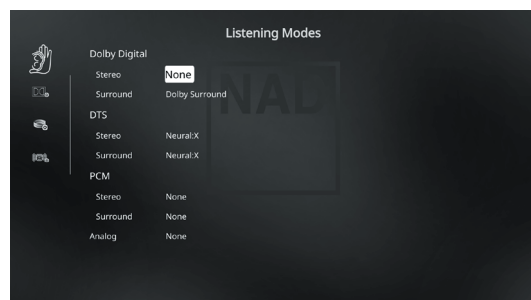 Listening Modes
Dolby Digital
Stereo None
Surround Dolby Surround
DTS
Stereo Neural:X
Surround Neural:X
PCM
Stereo None
Surround None
Analog None
NAD